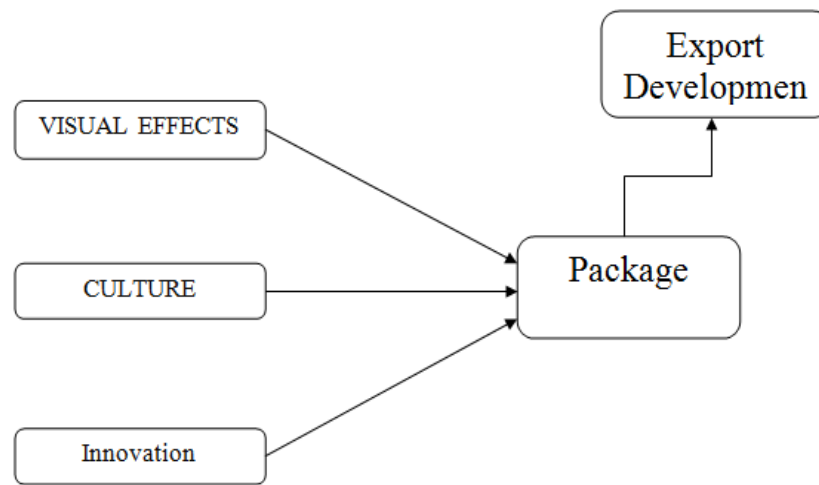 Export
Developmen
VISUAL EFFECTS
Package
CULTURE
Innovation